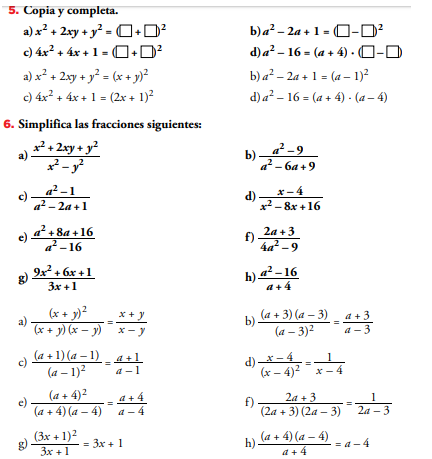 5. Copia y completa.
a) x² + 2xy + y² = (□ + □)²
b) a² – 2a + 1 = (□ – □)²
c) 4x² + 4x + 1 = (□ + □)²
d) a² – 16 = (a + 4) · (□ – □)
a) x² + 2xy + y² = (x + y)²
b) a² – 2a + 1 = (a – 1)²
c) 4x² + 4x + 1 = (2x + 1)²
d) a² – 16 = (a + 4) · (a – 4)
6. Simplifica las fracciones siguientes:
a) x² + 2xy + y² / x² – y²
b) a² – 9 / a² – 6a + 9
c) a² – 1 / a² – 2a + 1
d) x – 4 / x² – 8x + 16
e) a² + 8a + 16 / a² – 16
f) 2a + 3 / 4a² – 9
g) 9x² + 6x + 1 / 3x + 1
h) a² – 16 / a + 4
a) (x + y)² / (x + y) (x – y) = x + y / x – y
b) (a + 3) (a – 3) / (a – 3)² = a + 3 / a – 3
c) (a + 1) (a – 1) / (a – 1)² = a + 1 / a – 1
d) x – 4 / (x – 4)² = 1 / x – 4
e) (a + 4)² / (a + 4) (a – 4) = a + 4 / a – 4
f) 2a + 3 / (2a + 3) (2a – 3) = 1 / 2a – 3
g) (3x + 1)² / 3x + 1 = 3x + 1
h) (a + 4) (a – 4) / a + 4 = a – 4